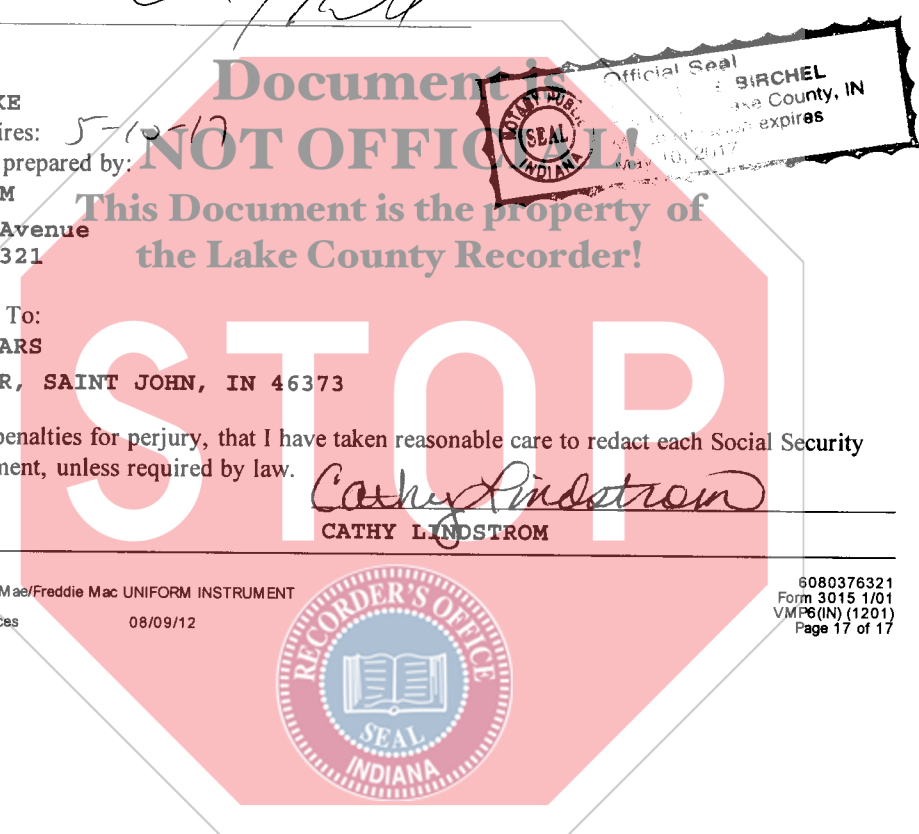 Document is
Official Seal
BIRCHEL
ke County, IN
expires
10, 2017
NOTARY PUBLIC
SEAL
INDIANA
KE
ires: 5-10-17
NOT OFFICIAL!
prepared by:
M
This Document is the property of
Avenue
the Lake County Recorder!
321
To:
ARS
R, SAINT JOHN, IN 46373
STOP
penalties for perjury, that I have taken reasonable care to redact each Social Security
ment, unless required by law.
Cathy Lindstrom
CATHY LINDSTROM
Mae/Freddie Mac UNIFORM INSTRUMENT
ces 08/09/12
6080376321
Form 3015 1/01
VMP6(IN) (1201)
Page 17 of 17
RECORDER'S OFFICE
SEAL
INDIANA